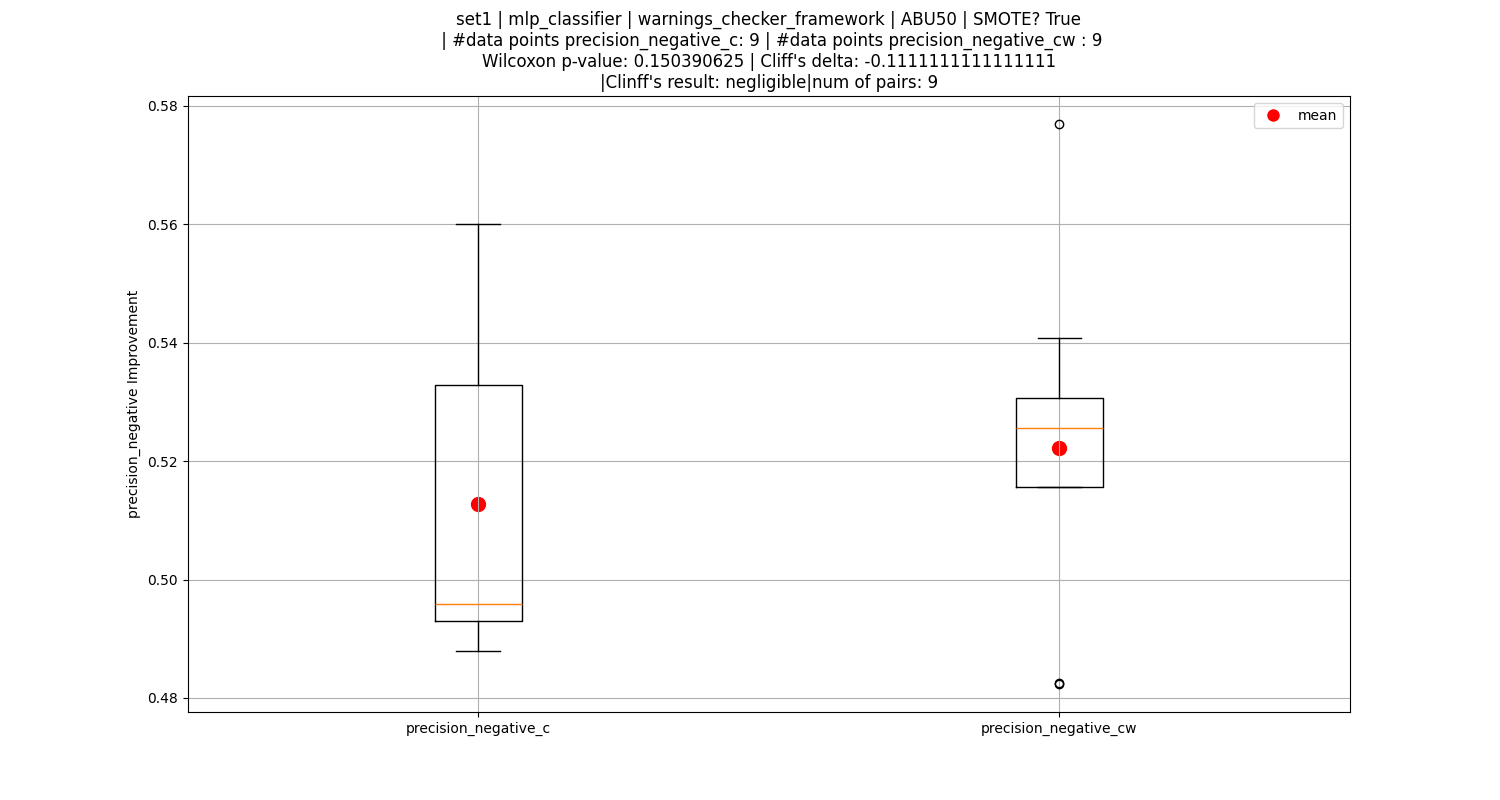 set1 | mlp_classifier | warnings_checker_framework | ABU50 | SMOTE? True
| #data points precision_negative_c: 9 | #data points precision_negative_cw : 9
Wilcoxon p-value: 0.150390625 | Cliff's delta: -0.1111111111111111
|Clinff's result: negligible|num of pairs: 9
0.58
mean
0.56
0.54
precision_negative Improvement
0.52
0.50
0.48
precision_negative_c
precision_negative_cw